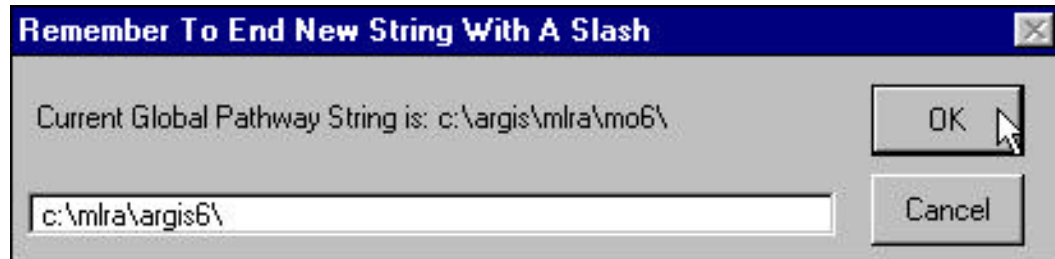 Remember To End New String With A Slash
Current Global Pathway String is: c:\argis\mlra\mo6\
OK
c:\mlra\argis6\
Cancel